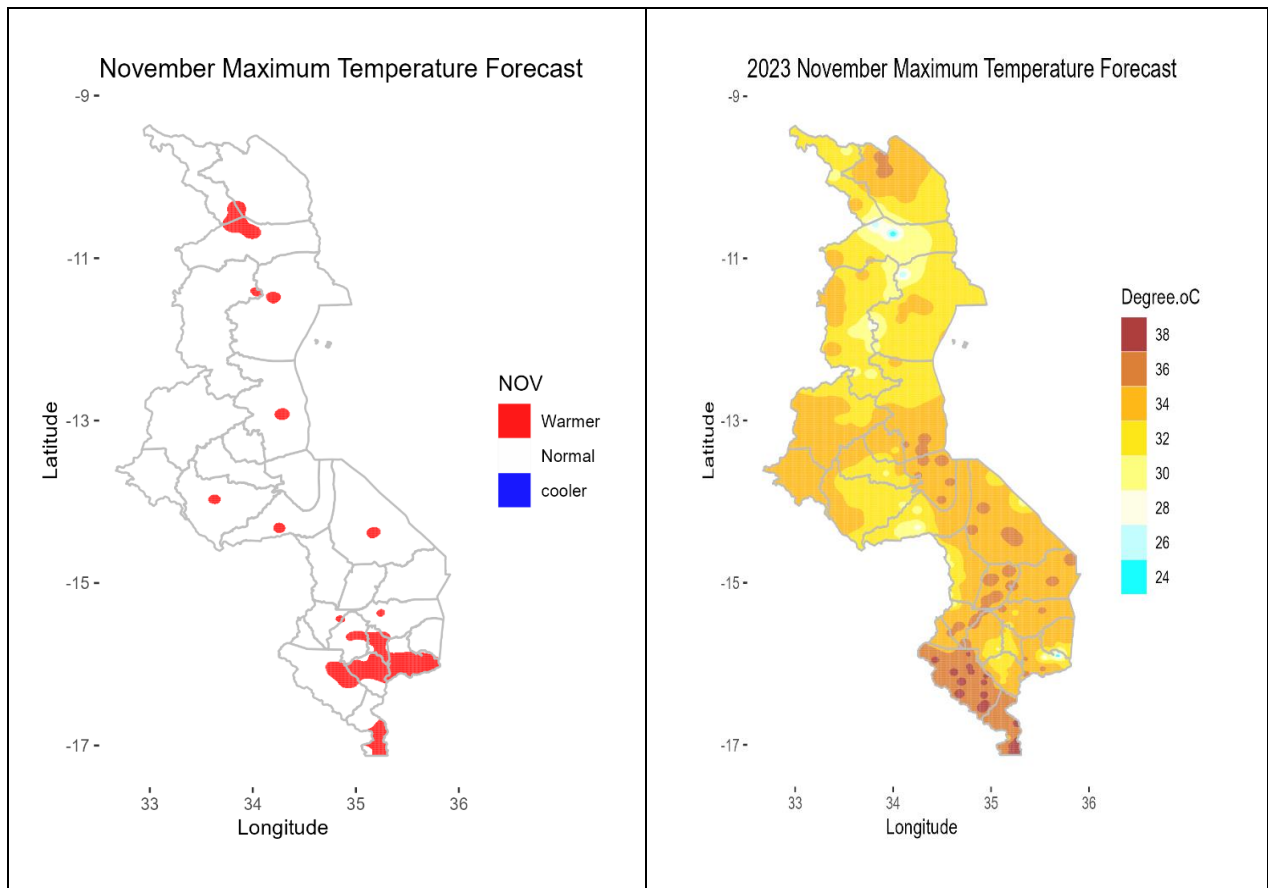 November Maximum Temperature Forecast
-9
-11
-13
-15
-17
Latitude
33 34 35 36
Longitude
NOV
Warmer
Normal
cooler
2023 November Maximum Temperature Forecast
-9
-11
-13
-15
-17
Latitude
33 34 35 36
Longitude
Degree.oC
38
36
34
32
30
28
26
24